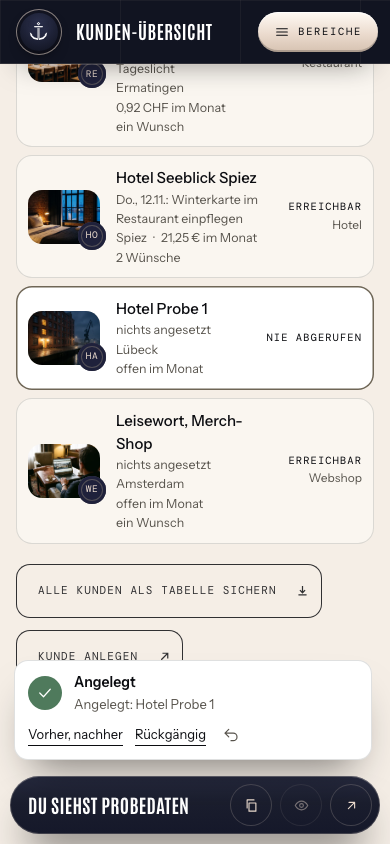 KUNDEN-ÜBERSICHT
BEREICHE
RE
Tageslicht
Ermatingen
0,92 CHF im Monat
ein Wunsch
Restaurant
Hotel Seeblick Spiez
Do., 12.11.: Winterkarte im
Restaurant einpflegen
Spiez · 21,25 € im Monat
2 Wünsche
HO
ERREICHBAR
Hotel
Hotel Probe 1
nichts angesetzt
Lübeck
offen im Monat
HA
NIE ABGERUFEN
Leisewort, Merch-
Shop
nichts angesetzt
Amsterdam
offen im Monat
ein Wunsch
WE
ERREICHBAR
Webshop
ALLE KUNDEN ALS TABELLE SICHERN
KUNDE ANLEGEN
Angelegt
Angelegt: Hotel Probe 1
Vorher, nachher
Rückgängig
DU SIEHST PROBEDATEN